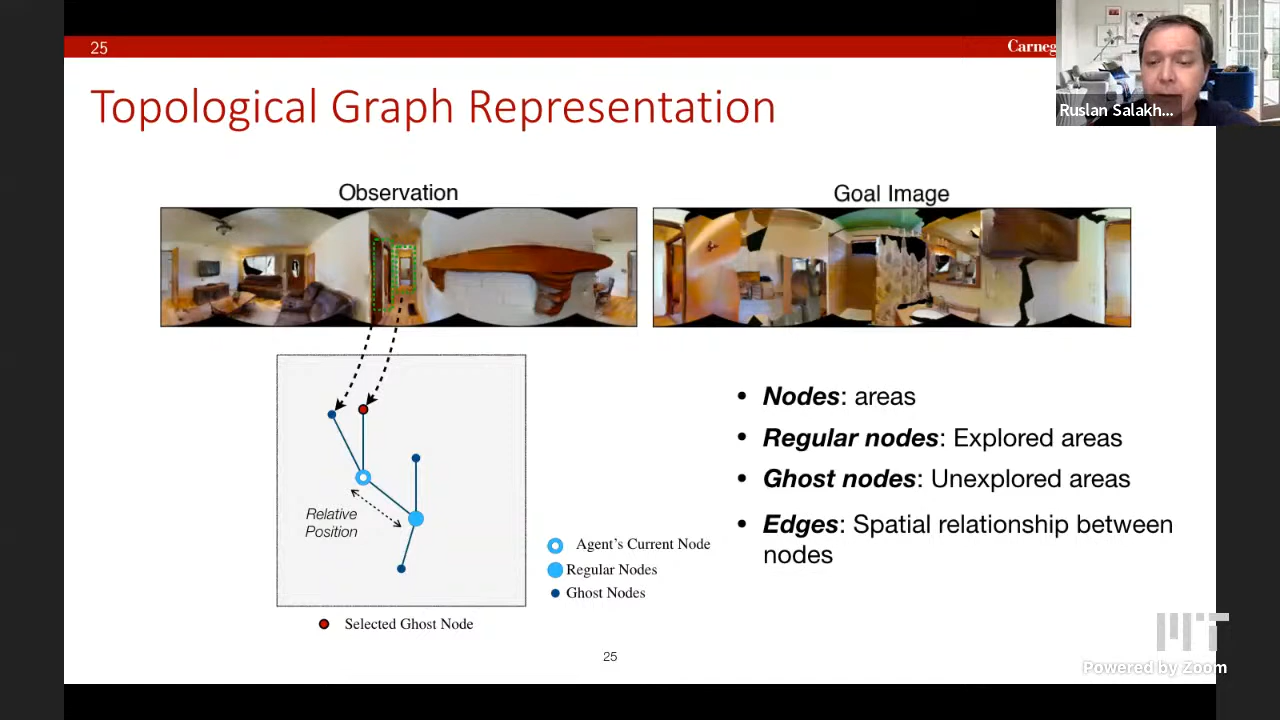 25
Carneg
Ruslan Salakh...
Topological Graph Representation
Observation
Goal Image
• Nodes: areas
• Regular nodes: Explored areas
• Ghost nodes: Unexplored areas
• Edges: Spatial relationship between
nodes
Relative
Position
Agent's Current Node
Regular Nodes
Ghost Nodes
Selected Ghost Node
25
MIT
Powered by Zoom